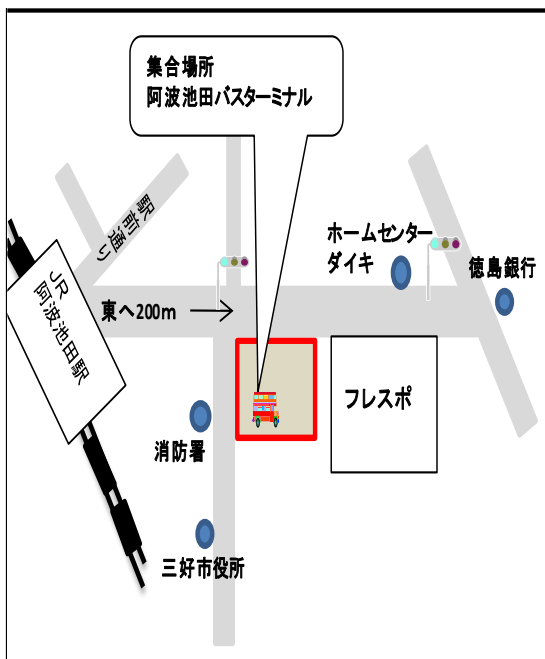 集合場所
阿波池田バスターミナル
駅前通り
ホームセンター
ダイキ
徳島銀行
JR
阿波池田駅
東へ200m
フレスポ
消防署
三好市役所